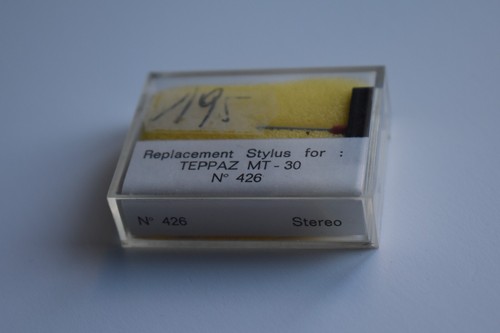 195
Replacement Stylus for :
TEPPAZ MT - 30
N° 426
N° 426 Stereo